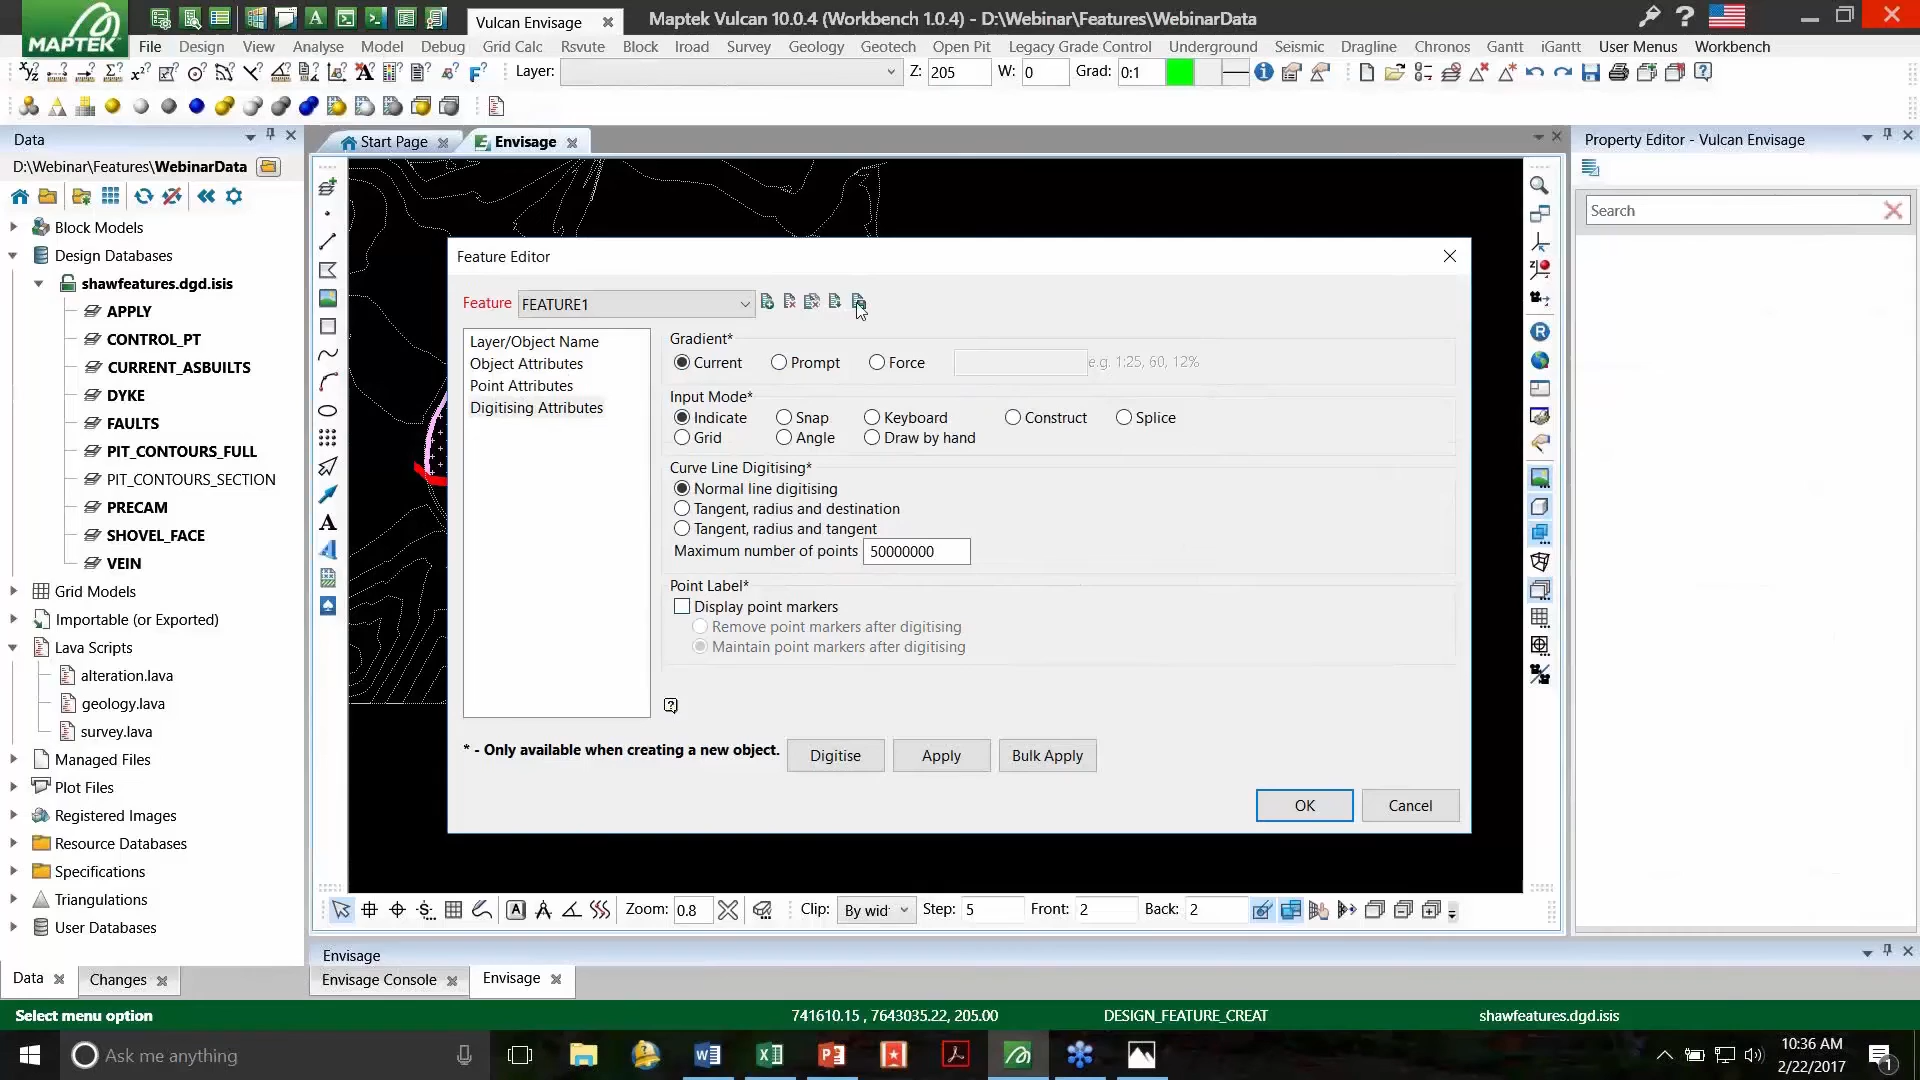 MAPTEK
Vulcan Envisage
Maptek Vulcan 10.0.4 (Workbench 1.0.4) - D:\Webinar\Features\WebinarData
File Design View Analyse Model Debug Grid Calc Rsvute Block Iroad Survey Geology Geotech Open Pit Legacy Grade Control Underground Seismic Dragline Chronos Gantt iGantt User Menus Workbench
Layer: Z: 205 W: 0 Grad: 0:1
Data
Start Page Envisage
Property Editor - Vulcan Envisage
D:\Webinar\Features\WebinarData
Search
Block Models
Design Databases
shawfeatures.dgd.isis
APPLY
CONTROL_PT
CURRENT_ASBUILTS
DYKE
FAULTS
PIT_CONTOURS_FULL
PIT_CONTOURS_SECTION
PRECAM
SHOVEL_FACE
VEIN
Grid Models
Importable (or Exported)
Lava Scripts
alteration.lava
geology.lava
survey.lava
Managed Files
Plot Files
Registered Images
Resource Databases
Specifications
Triangulations
User Databases
Feature Editor
Feature FEATURE1
Layer/Object Name
Object Attributes
Point Attributes
Digitising Attributes
Gradient*
Current Prompt Force e.g. 1:25, 60, 12%
Input Mode*
Indicate Snap Keyboard Construct Splice
Grid Angle Draw by hand
Curve Line Digitising*
Normal line digitising
Tangent, radius and destination
Tangent, radius and tangent
Maximum number of points 50000000
Point Label*
Display point markers
Remove point markers after digitising
Maintain point markers after digitising
* - Only available when creating a new object. Digitise Apply Bulk Apply
OK Cancel
Zoom: 0.8 Clip: By wid Step: 5 Front: 2 Back: 2
Envisage
Data Changes Envisage Console Envisage
Select menu option 741610.15 , 7643035.22, 205.00 DESIGN_FEATURE_CREAT shawfeatures.dgd.isis
Ask me anything
10:36 AM
2/22/2017
1